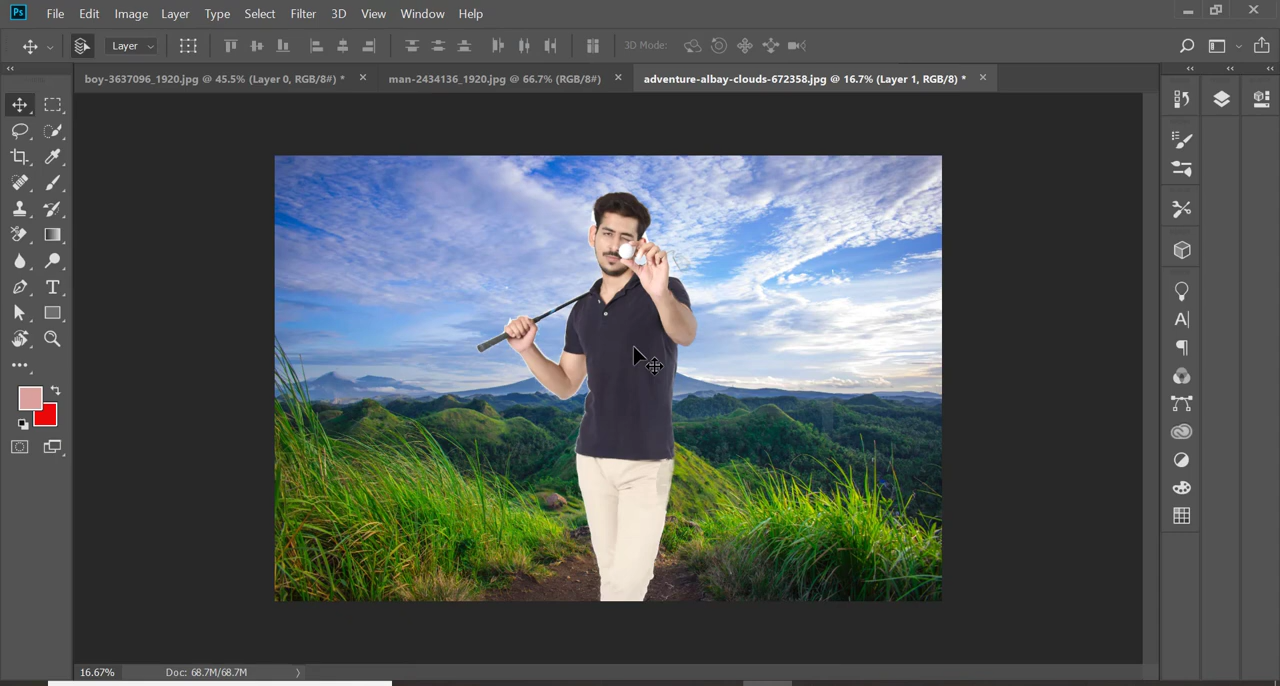 Ps File Edit Image Layer Type Select Filter 3D View Window Help
Layer 3D Mode:
boy-3637096_1920.jpg @ 45.5% (Layer 0, RGB/8#) * man-2434136_1920.jpg @ 66.7% (RGB/8#) adventure-albay-clouds-672358.jpg @ 16.7% (Layer 1, RGB/8) *
16.67% Doc: 68.7M/68.7M